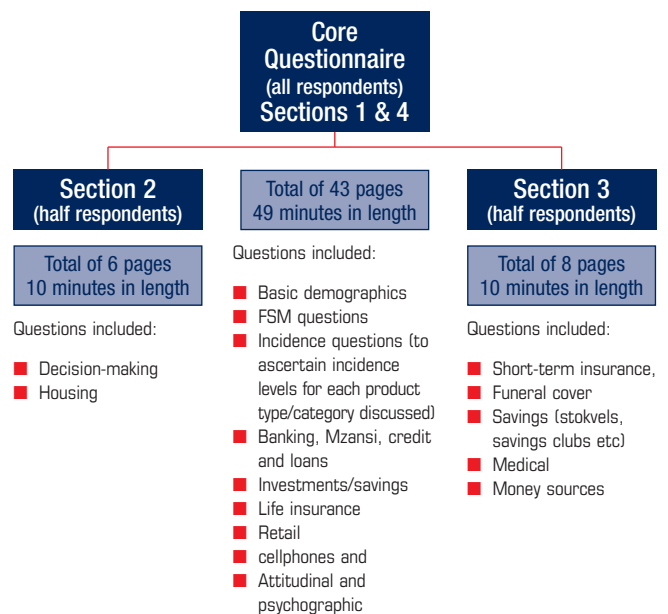 Core
Questionnaire
(all respondents)
Sections 1 & 4
Section 2
(half respondents)
Total of 6 pages
10 minutes in length
Questions included:
Decision-making
Housing
Total of 43 pages
49 minutes in length
Questions included:
Basic demographics
FSM questions
Incidence questions (to
ascertain incidence
levels for each product
type/category discussed)
Banking, Mzansi, credit
and loans
Investments/savings
Life insurance
Retail
cellphones and
Attitudinal and
psychographic
Section 3
(half respondents)
Total of 8 pages
10 minutes in length
Questions included:
Short-term insurance,
Funeral cover
Savings (stokvels,
savings clubs etc)
Medical
Money sources